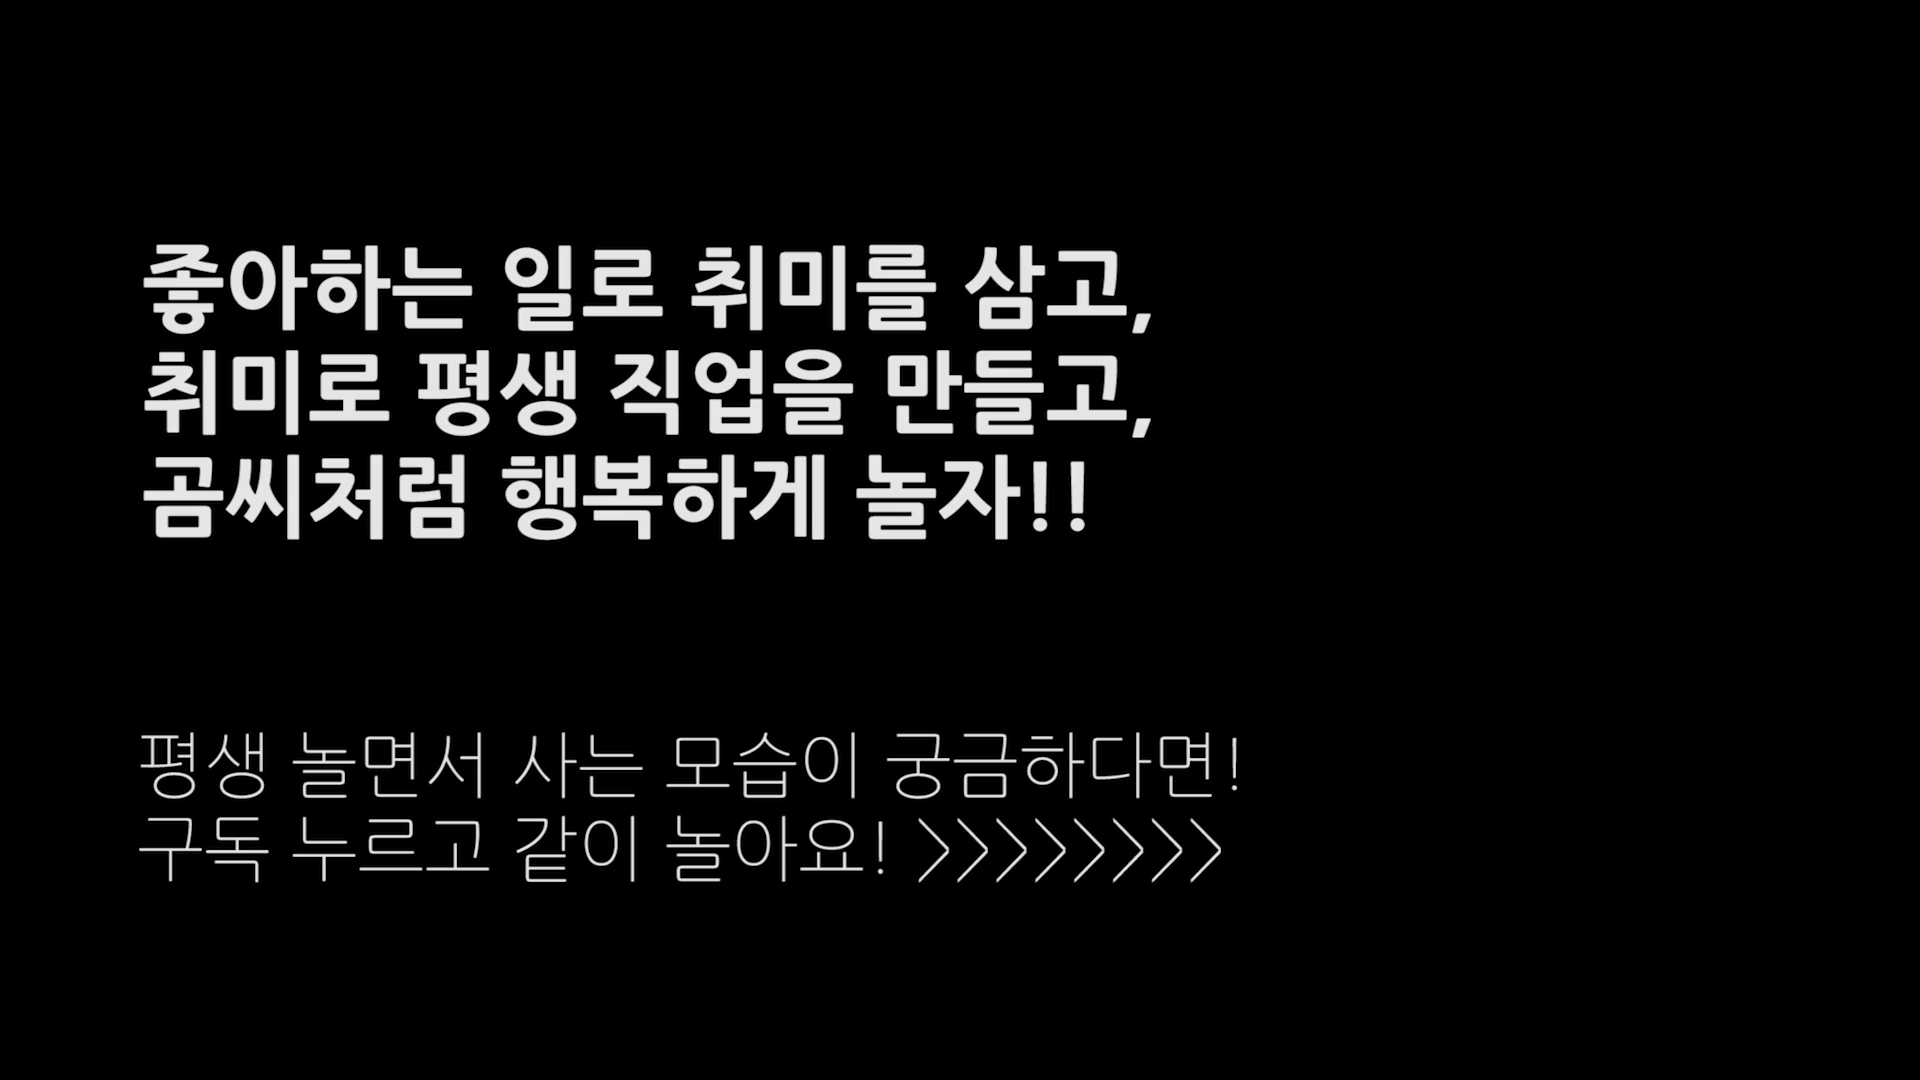 좋아하는 일로 취미를 삼고,
취미로 평생 직업을 만들고,
곰씨처럼 행복하게 놀자!!
평생 놀면서 사는 모습이 궁금하다면!
구독 누르고 같이 놀아요! >>>>>>>>